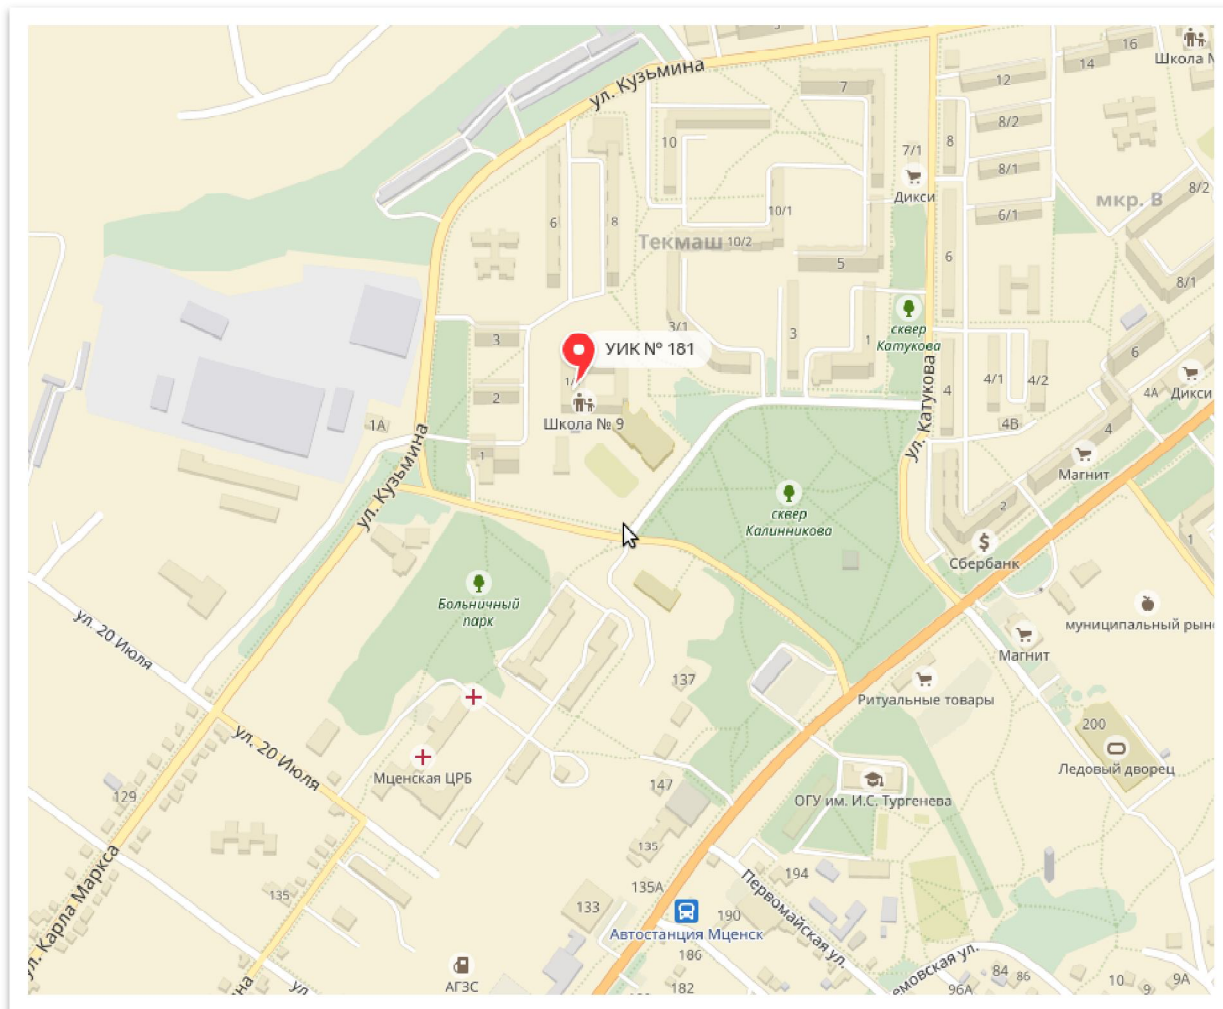 16
14
Школа №
ул. Кузьмина
7
12
8/2
10
7/1
8
8/1
Дикси
8/2
мкр. В
6
8
10/1
6/1
Текмаш
10/2
5
6
8/1
3/1
3
1
сквер
Катукова
3
УИК № 181
6
1/
4/1
4/2
4А
Дикси
2
4
Школа № 9
1А
4В
4
ул. Катукова
ул. Кузьмина
1
Магнит
сквер
Калинникова
2
1
Сбербанк
Больничный
парк
муниципальный рын
ул. 20 Июля
Магнит
137
Ритуальные товары
200
ул. 20 Июля
Мценская ЦРБ
Ледовый дворец
147
ОГУ им. И.С. Тургенева
129
135
194
ул. Карла Маркса
135
135А
133
190
Первомайская ул.
Автостанция Мценск
186
АГЗС
182
емовская ул.
84
86
96А
10
9
9А
на
ул